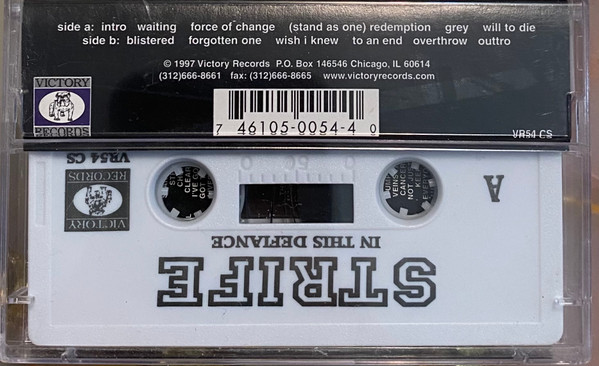 side a: intro waiting force of change (stand as one) redemption grey will to die
side b: blistered forgotten one wish i knew to an end overthrow outtro
© 1997 Victory Records P.O. Box 146546 Chicago, IL 60614
(312)666-8661 fax: (312)666-8665 www.victoryrecords.com
VICTORY
RECORDS
7 46105-0054-4 0
VR54 CS
VR54 CS
VICTORY
RECORDS
A
IN THIS DEFIANCE
STRIFE